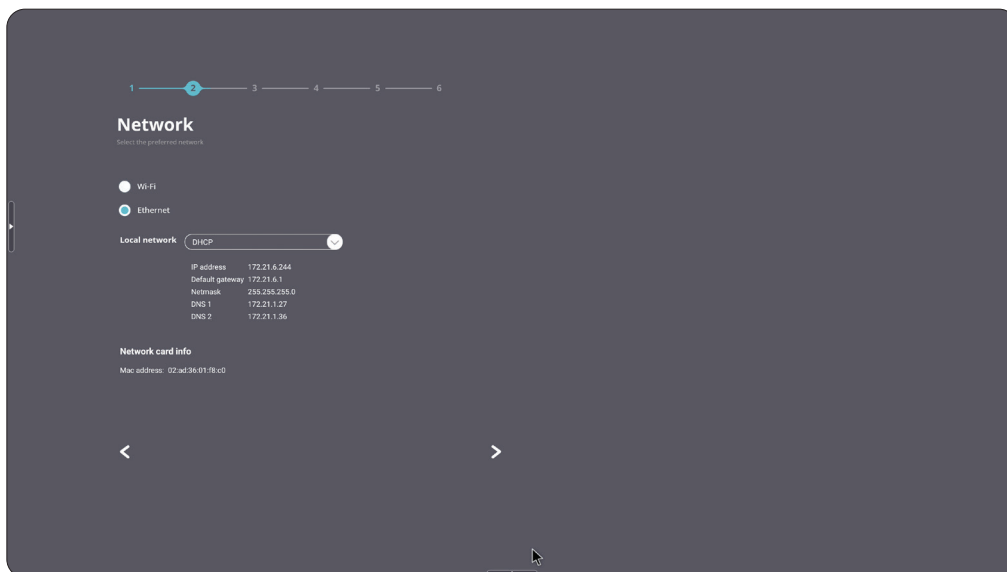 1 2 3 4 5 6
Network
Select the preferred network
Wi-Fi
Ethernet
Local network DHCP
IP address 172.21.6.244
Default gateway 172.21.6.1
Netmask 255.255.255.0
DNS 1 172.21.1.27
DNS 2 172.21.1.36
Network card info
Mac address: 02:ad:36:01:f8:c0